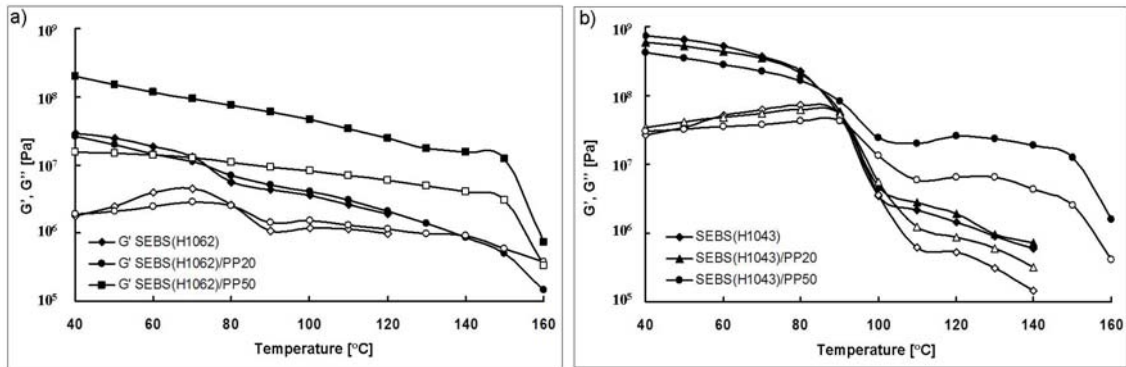 a)
G', G'' [Pa]
10⁹
10⁸
10⁷
10⁶
10⁵
G' SEBS(H1062)
G' SEBS(H1062)/PP20
G' SEBS(H1062)/PP50
40 60 80 100 120 140 160
Temperature [°C]
b)
G', G'' [Pa]
10⁹
10⁸
10⁷
10⁶
10⁵
SEBS(H1043)
SEBS(H1043)/PP20
SEBS(H1043)/PP50
40 60 80 100 120 140 160
Temperature [°C]